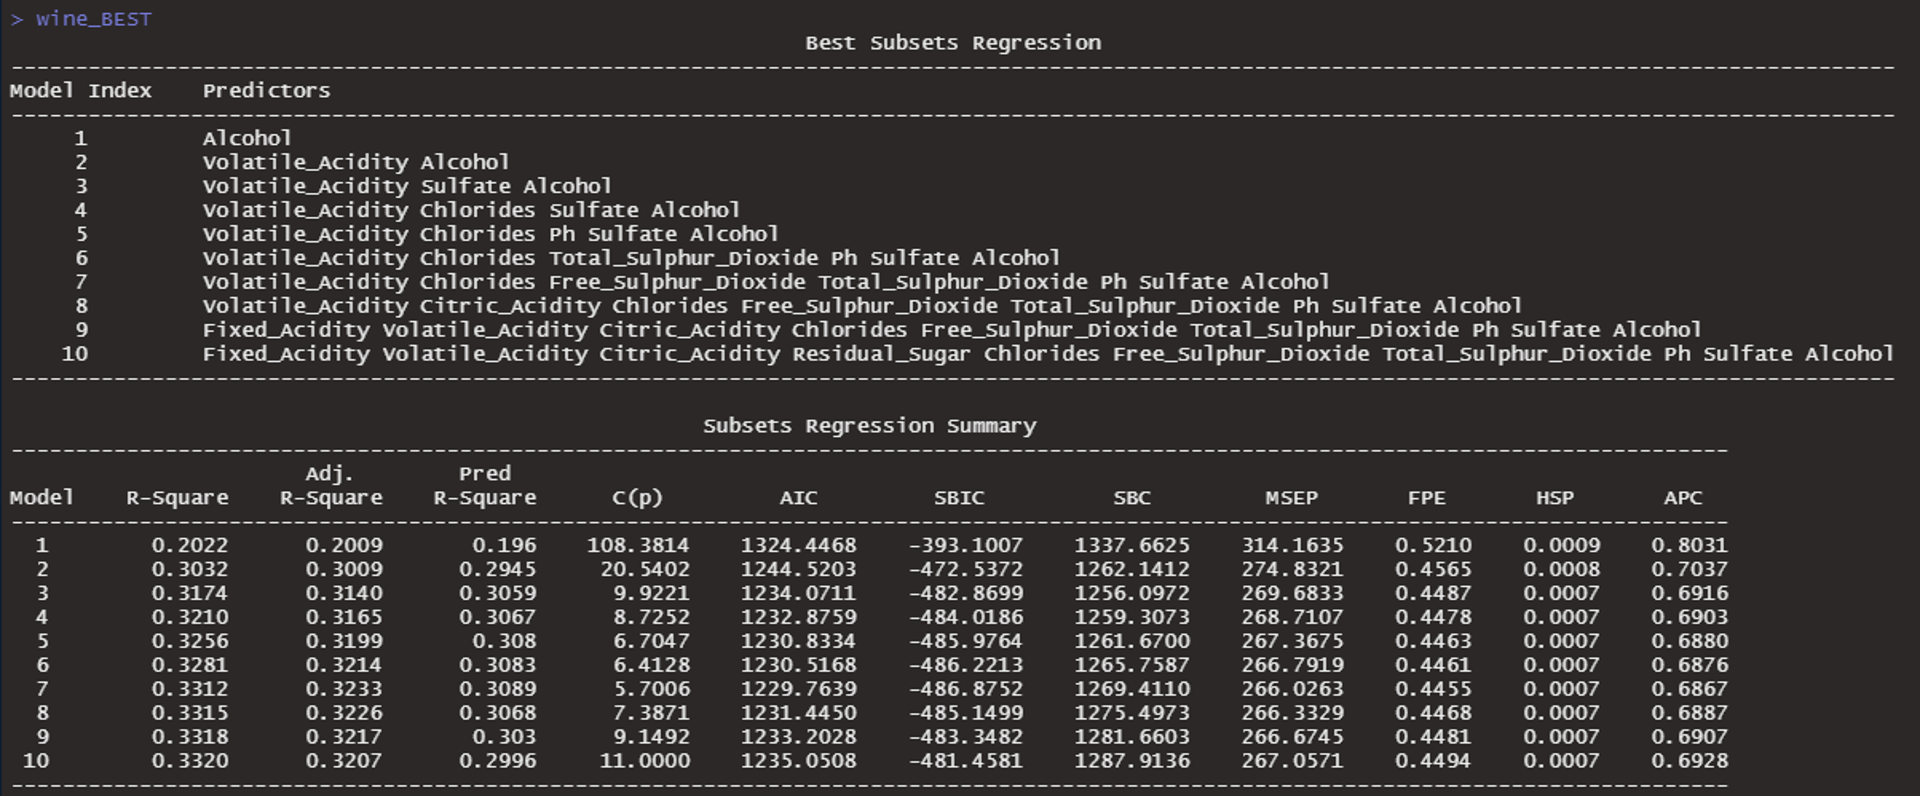 > wine_BEST
Best Subsets Regression
---------------------------------------------------------------------------------------------------------------------------------------------------
Model Index    Predictors
---------------------------------------------------------------------------------------------------------------------------------------------------
     1         Alcohol
     2         Volatile_Acidity Alcohol
     3         Volatile_Acidity Sulfate Alcohol
     4         Volatile_Acidity Chlorides Sulfate Alcohol
     5         Volatile_Acidity Chlorides Ph Sulfate Alcohol
     6         Volatile_Acidity Chlorides Total_Sulphur_Dioxide Ph Sulfate Alcohol
     7         Volatile_Acidity Chlorides Free_Sulphur_Dioxide Total_Sulphur_Dioxide Ph Sulfate Alcohol
     8         Volatile_Acidity Citric_Acidity Chlorides Free_Sulphur_Dioxide Total_Sulphur_Dioxide Ph Sulfate Alcohol
     9         Fixed_Acidity Volatile_Acidity Citric_Acidity Chlorides Free_Sulphur_Dioxide Total_Sulphur_Dioxide Ph Sulfate Alcohol
    10         Fixed_Acidity Volatile_Acidity Citric_Acidity Residual_Sugar Chlorides Free_Sulphur_Dioxide Total_Sulphur_Dioxide Ph Sulfate Alcohol
---------------------------------------------------------------------------------------------------------------------------------------------------
Subsets Regression Summary
--------------------------------------------------------------------------------------------------------------------------------------
                       Adj.        Pred
Model    R-Square    R-Square    R-Square      C(p)         AIC         SBIC         SBC         MSEP       FPE       HSP       APC
--------------------------------------------------------------------------------------------------------------------------------------
  1        0.2022      0.2009       0.196    108.3814    1324.4468    -393.1007    1337.6625    314.1635    0.5210    0.0009    0.8031
  2        0.3032      0.3009      0.2945     20.5402    1244.5203    -472.5372    1262.1412    274.8321    0.4565    0.0008    0.7037
  3        0.3174      0.3140      0.3059      9.9221    1234.0711    -482.8699    1256.0972    269.6833    0.4487    0.0007    0.6916
  4        0.3210      0.3165      0.3067      8.7252    1232.8759    -484.0186    1259.3073    268.7107    0.4478    0.0007    0.6903
  5        0.3256      0.3199       0.308      6.7047    1230.8334    -485.9764    1261.6700    267.3675    0.4463    0.0007    0.6880
  6        0.3281      0.3214      0.3083      6.4128    1230.5168    -486.2213    1265.7587    266.7919    0.4461    0.0007    0.6876
  7        0.3312      0.3233      0.3089      5.7006    1229.7639    -486.8752    1269.4110    266.0263    0.4455    0.0007    0.6867
  8        0.3315      0.3226      0.3068      7.3871    1231.4450    -485.1499    1275.4973    266.3329    0.4468    0.0007    0.6887
  9        0.3318      0.3217       0.303      9.1492    1233.2028    -483.3482    1281.6603    266.6745    0.4481    0.0007    0.6907
 10        0.3320      0.3207      0.2996     11.0000    1235.0508    -481.4581    1287.9136    267.0571    0.4494    0.0007    0.6928
--------------------------------------------------------------------------------------------------------------------------------------